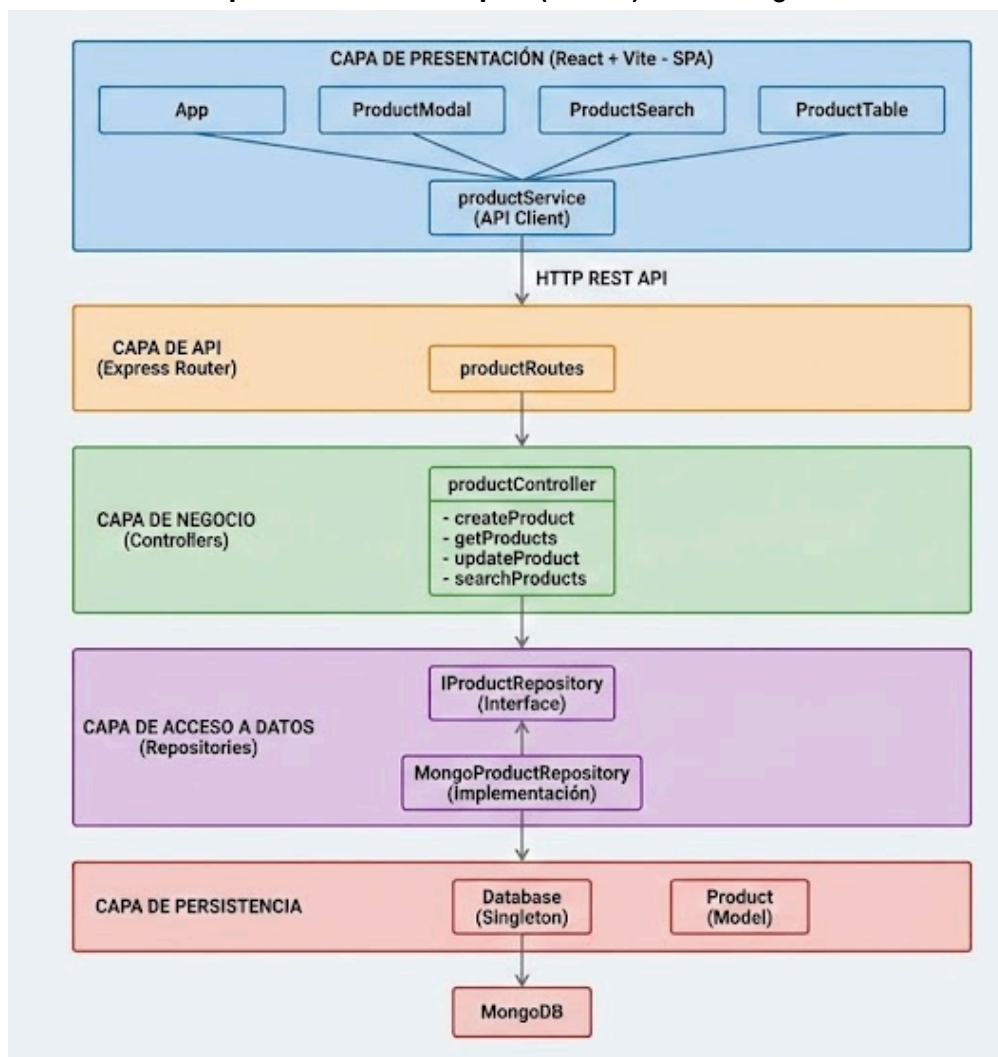 CAPA DE PRESENTACIÓN (React + Vite - SPA)
App
ProductModal
ProductSearch
ProductTable
productService
(API Client)
HTTP REST API
CAPA DE API
(Express Router)
productRoutes
CAPA DE NEGOCIO
(Controllers)
productController
- createProduct
- getProducts
- updateProduct
- searchProducts
CAPA DE ACCESO A DATOS
(Repositories)
IProductRepository
(Interface)
MongoProductRepository
(Implementación)
CAPA DE PERSISTENCIA
Database
(Singleton)
Product
(Model)
MongoDB